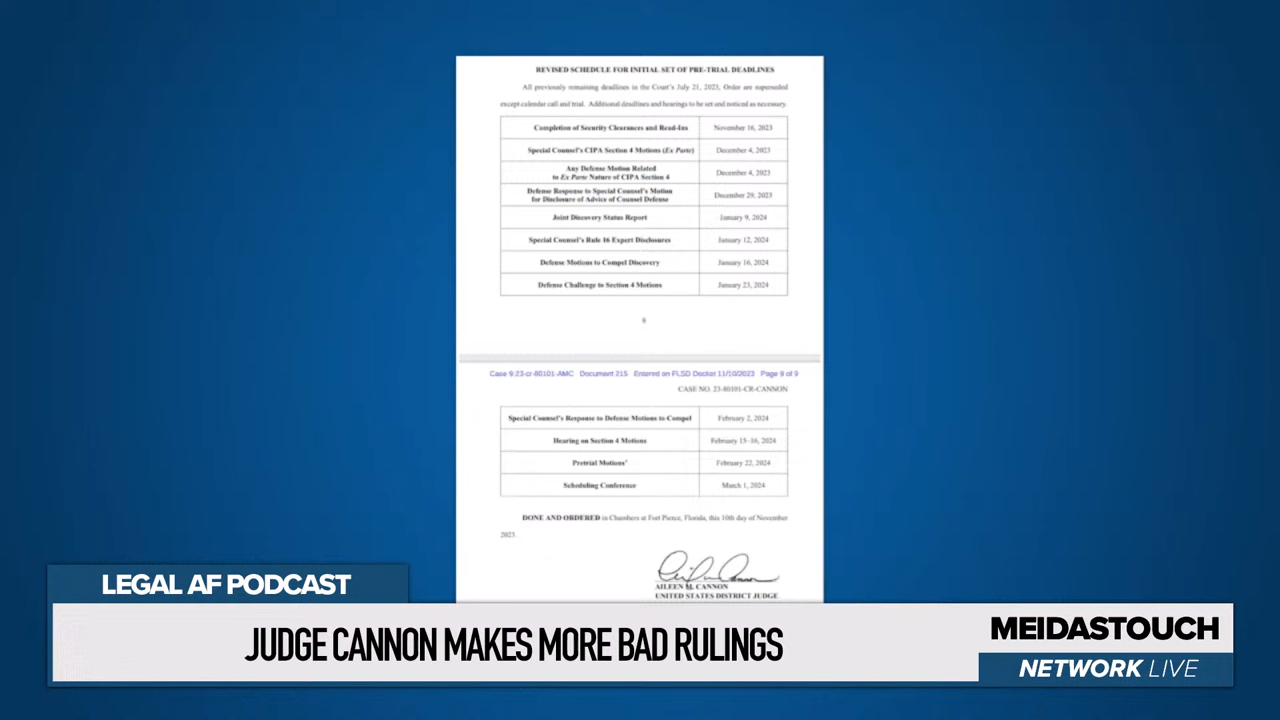 REVISED SCHEDULE FOR INITIAL SET OF PRE-TRIAL DEADLINES
All previously remaining deadlines in the Court's July 21, 2023, Order are superseded
except calendar call and trial. Additional deadlines and hearings to be set and noticed as necessary.
Completion of Security Clearances and Read-Ins November 16, 2023
Special Counsel's CIPA Section 4 Motions (Ex Parte) December 4, 2023
Any Defense Motion Related
to Ex Parte Nature of CIPA Section 4 December 4, 2023
Defense Response to Special Counsel's Motion
for Disclosure of Advice of Counsel Defense December 29, 2023
Joint Discovery Status Report January 9, 2024
Special Counsel's Rule 16 Expert Disclosures January 12, 2024
Defense Motions to Compel Discovery January 16, 2024
Defense Challenge to Section 4 Motions January 23, 2024
8
Case 9:23-cr-80101-AMC Document 215 Entered on FLSD Docket 11/10/2023 Page 9 of 9
CASE NO. 23-80101-CR-CANNON
Special Counsel's Response to Defense Motions to Compel February 2, 2024
Hearing on Section 4 Motions February 15-16, 2024
Pretrial Motions February 22, 2024
Scheduling Conference March 1, 2024
DONE AND ORDERED in Chambers at Fort Pierce, Florida, this 10th day of November
2023.
AILEEN M. CANNON
UNITED STATES DISTRICT JUDGE
LEGAL AF PODCAST
JUDGE CANNON MAKES MORE BAD RULINGS
MEIDASTOUCH
NETWORK LIVE